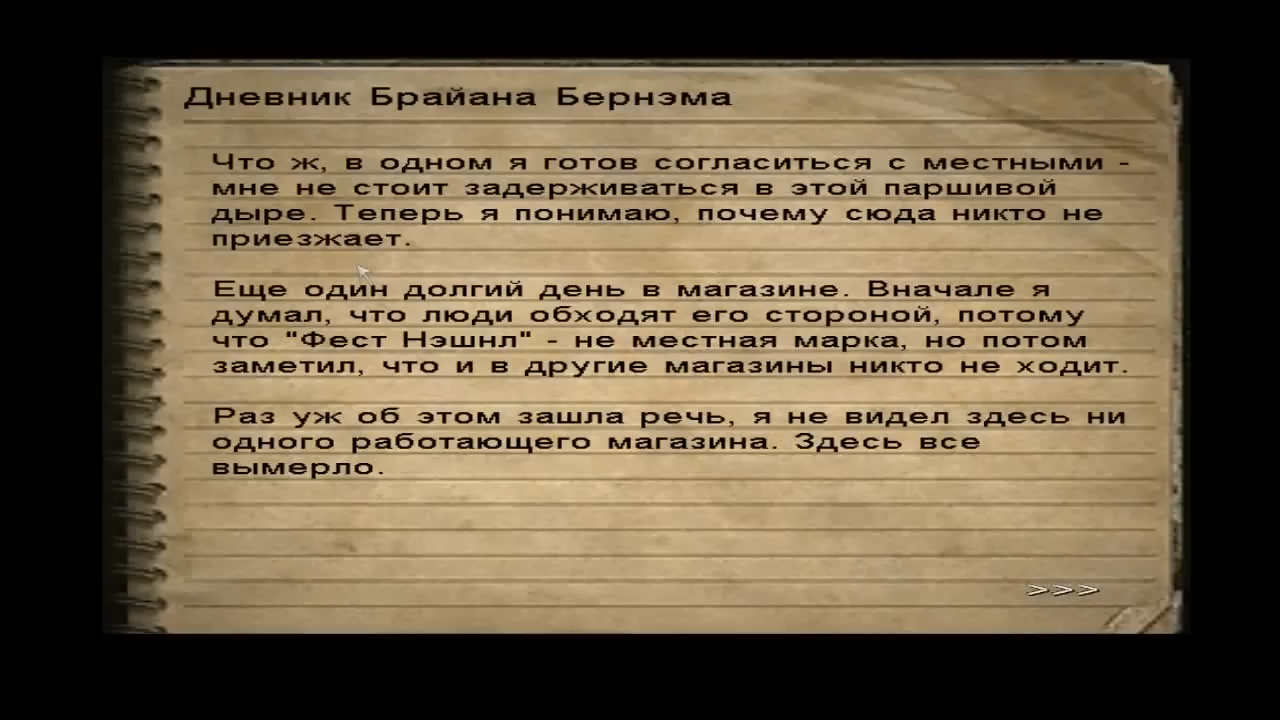 Дневник Брайана Бернэма
Что ж, в одном я готов согласиться с местными -
мне не стоит задерживаться в этой паршивой
дыре. Теперь я понимаю, почему сюда никто не
приезжает.
Еще один долгий день в магазине. Вначале я
думал, что люди обходят его стороной, потому
что "Фест Нэшнл" - не местная марка, но потом
заметил, что и в другие магазины никто не ходит.
Раз уж об этом зашла речь, я не видел здесь ни
одного работающего магазина. Здесь все
вымерло.
>>>